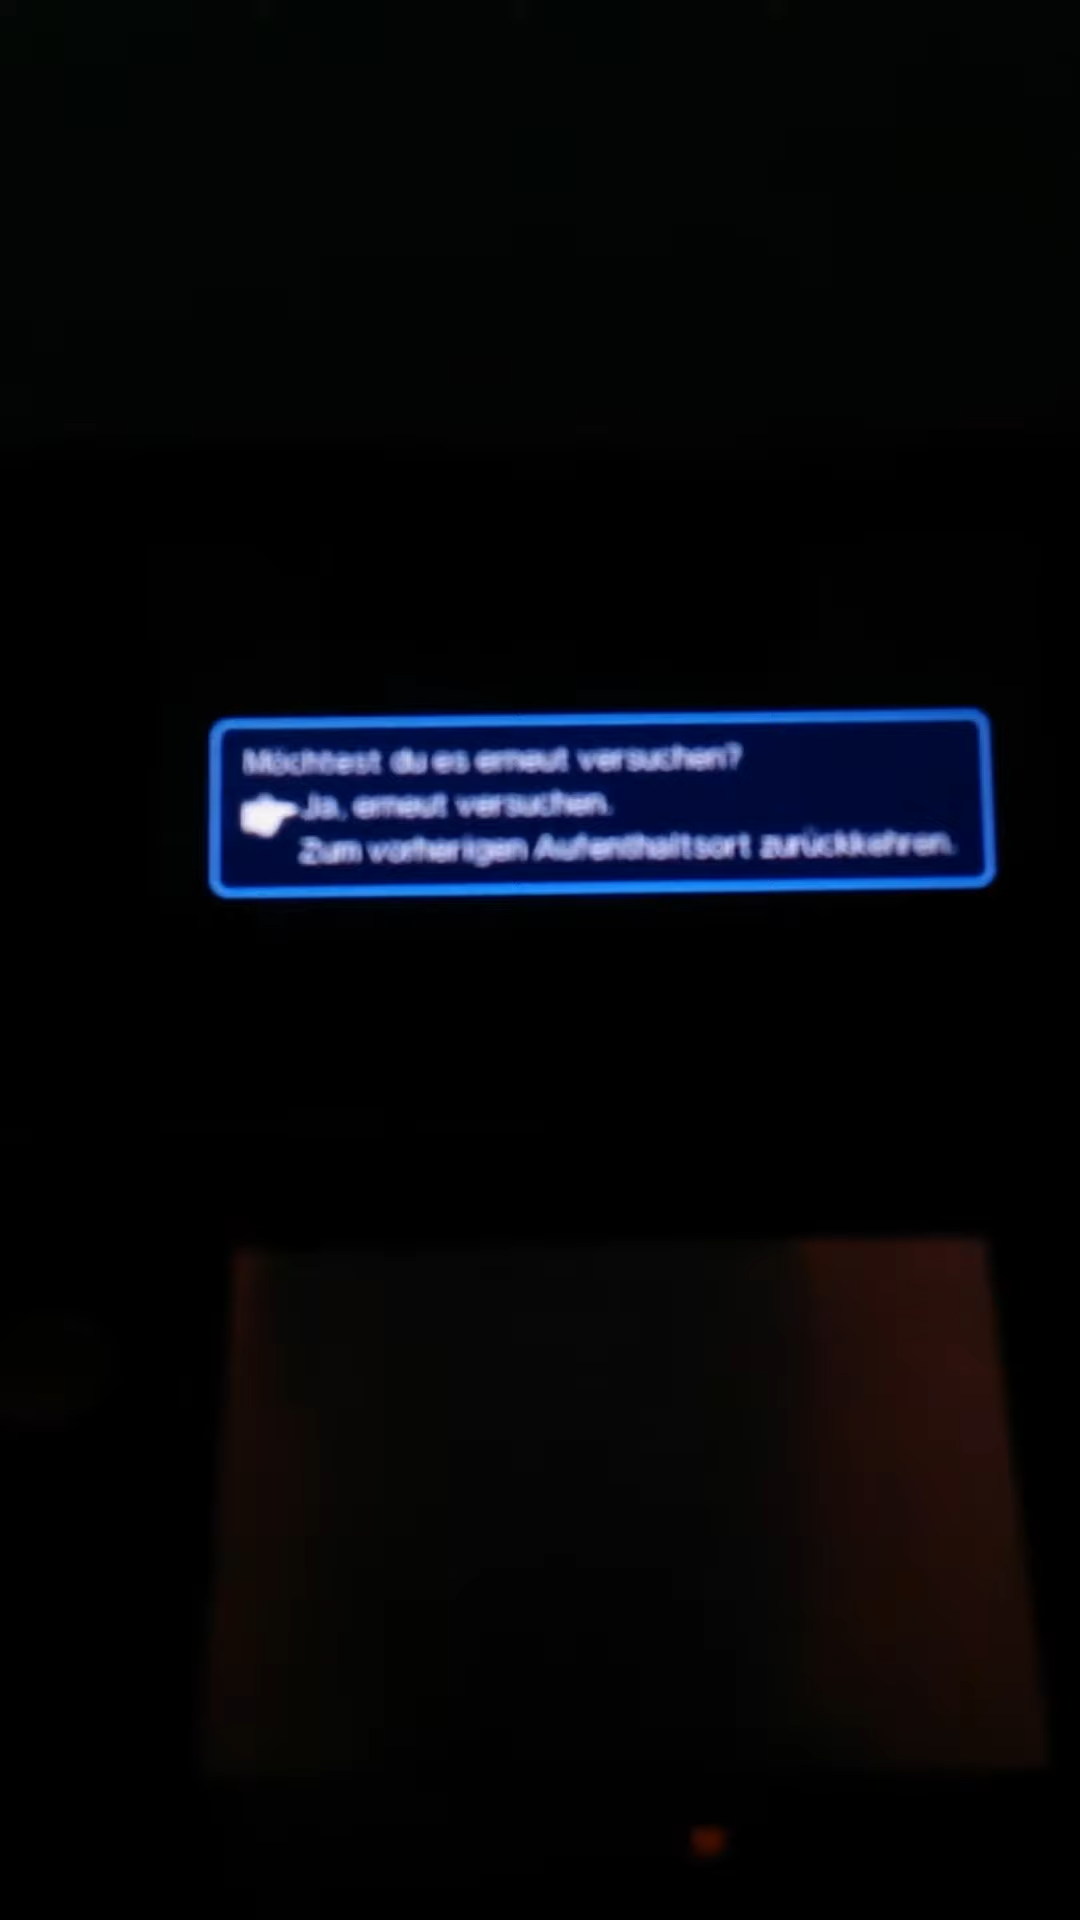 Möchtest du es erneut versuchen?
Ja, erneut versuchen.
Zum vorherigen Aufenthaltsort zurückkehren.